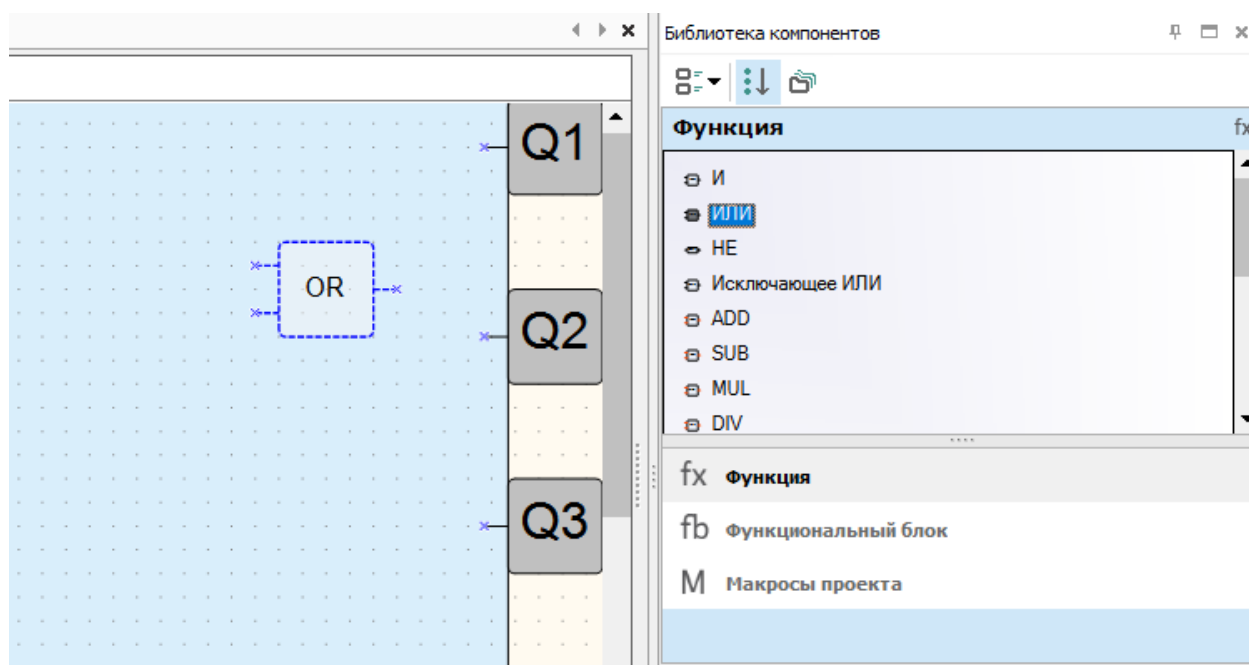 Библиотека компонентов
Функция
fx
И
ИЛИ
НЕ
Исключающее ИЛИ
ADD
SUB
MUL
DIV
fx Функция
fb Функциональный блок
M Макросы проекта
Q1
OR
Q2
Q3